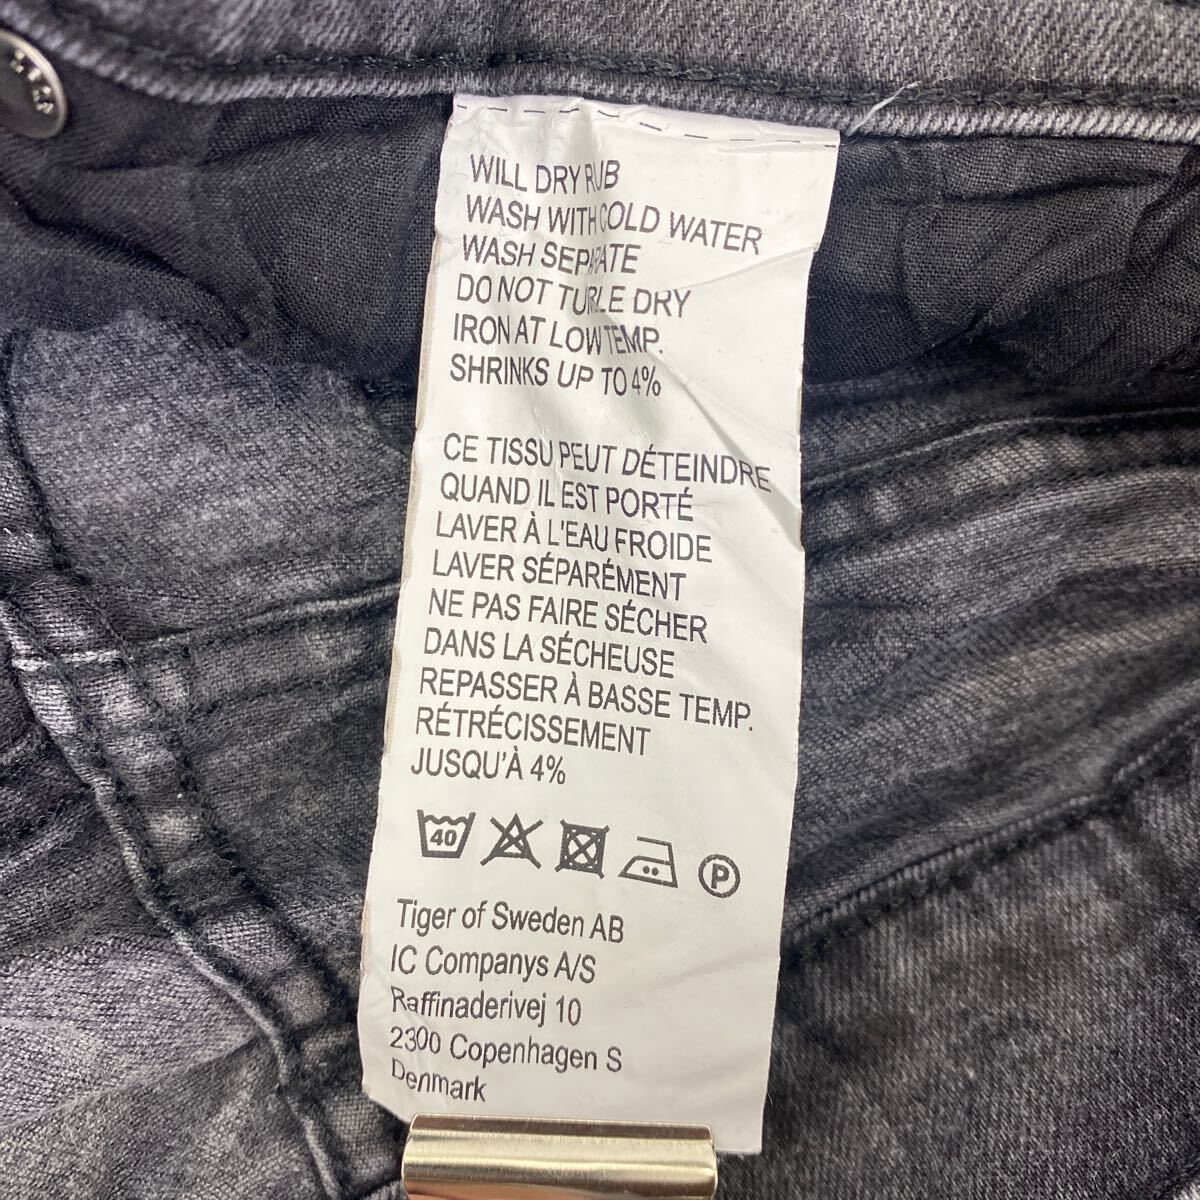 WILL DRY RUB
WASH WITH COLD WATER
WASH SEPARATE
DO NOT TURLE DRY
IRON AT LOW TEMP.
SHRINKS UP TO 4%
CE TISSU PEUT DÉTEINDRE
QUAND IL EST PORTÉ
LAVER À L'EAU FROIDE
LAVER SÉPARÉMENT
NE PAS FAIRE SÉCHER
DANS LA SÉCHEUSE
REPASSER À BASSE TEMP.
RÉTRÉCISSEMENT
JUSQU'À 4%
40
P
Tiger of Sweden AB
IC Companys A/S
Raffinaderivej 10
2300 Copenhagen S
Denmark